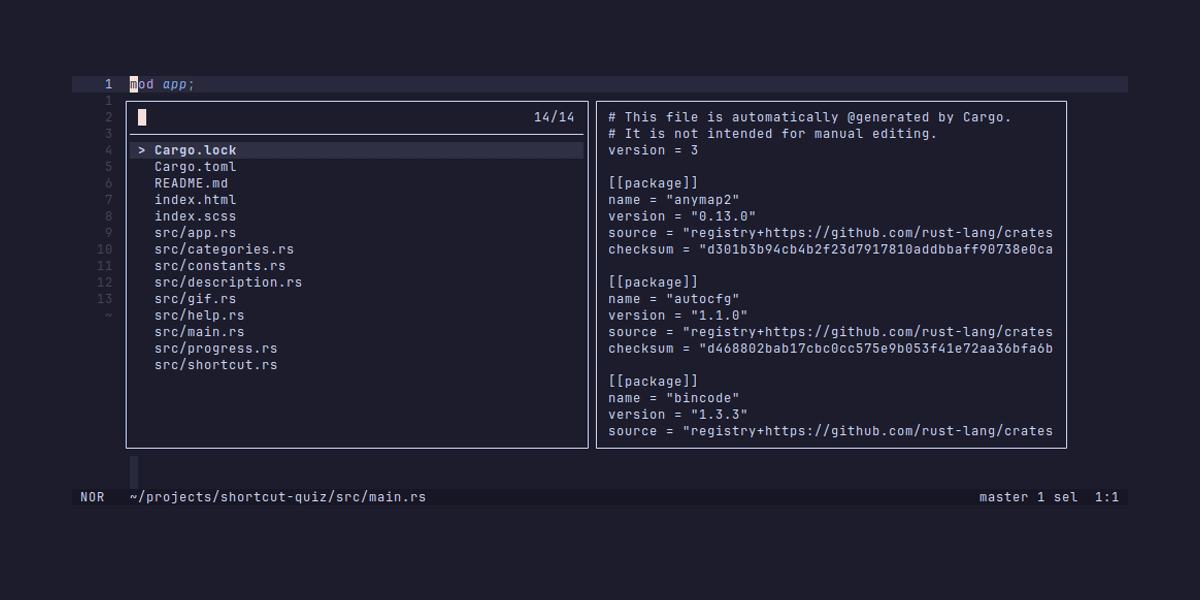 1 mod app;
1
2
3
4
5
6
7
8
9
10
11
12
13
~
14/14
> Cargo.lock
Cargo.toml
README.md
index.html
index.scss
src/app.rs
src/categories.rs
src/constants.rs
src/description.rs
src/gif.rs
src/help.rs
src/main.rs
src/progress.rs
src/shortcut.rs
# This file is automatically @generated by Cargo.
# It is not intended for manual editing.
version = 3
[[package]]
name = "anymap2"
version = "0.13.0"
source = "registry+https://github.com/rust-lang/crates
checksum = "d301b3b94cb4b2f23d7917810addbbaff90738e0ca
[[package]]
name = "autocfg"
version = "1.1.0"
source = "registry+https://github.com/rust-lang/crates
checksum = "d468802bab17cbc0cc575e9b053f41e72aa36bfa6b
[[package]]
name = "bincode"
version = "1.3.3"
source = "registry+https://github.com/rust-lang/crates
NOR ~/projects/shortcut-quiz/src/main.rs master 1 sel 1:1